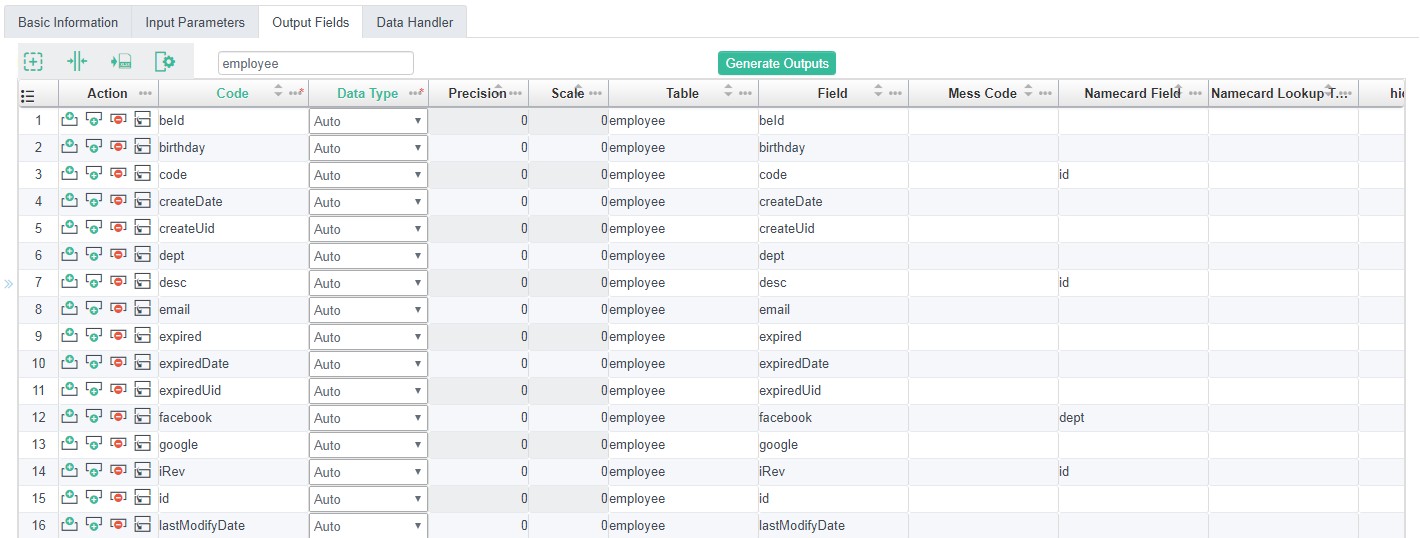 Basic Information Input Parameters Output Fields Data Handler
employee Generate Outputs
Action Code * Data Type * Precision Scale Table Field Mess Code Namecard Field Namecard Lookup T... hic
1 beId Auto 0 0 employee beId
2 birthday Auto 0 0 employee birthday
3 code Auto 0 0 employee code id
4 createDate Auto 0 0 employee createDate
5 createUid Auto 0 0 employee createUid
6 dept Auto 0 0 employee dept
7 desc Auto 0 0 employee desc id
8 email Auto 0 0 employee email
9 expired Auto 0 0 employee expired
10 expiredDate Auto 0 0 employee expiredDate
11 expiredUid Auto 0 0 employee expiredUid
12 facebook Auto 0 0 employee facebook dept
13 google Auto 0 0 employee google
14 iRev Auto 0 0 employee iRev id
15 id Auto 0 0 employee id
16 lastModifyDate Auto 0 0 employee lastModifyDate